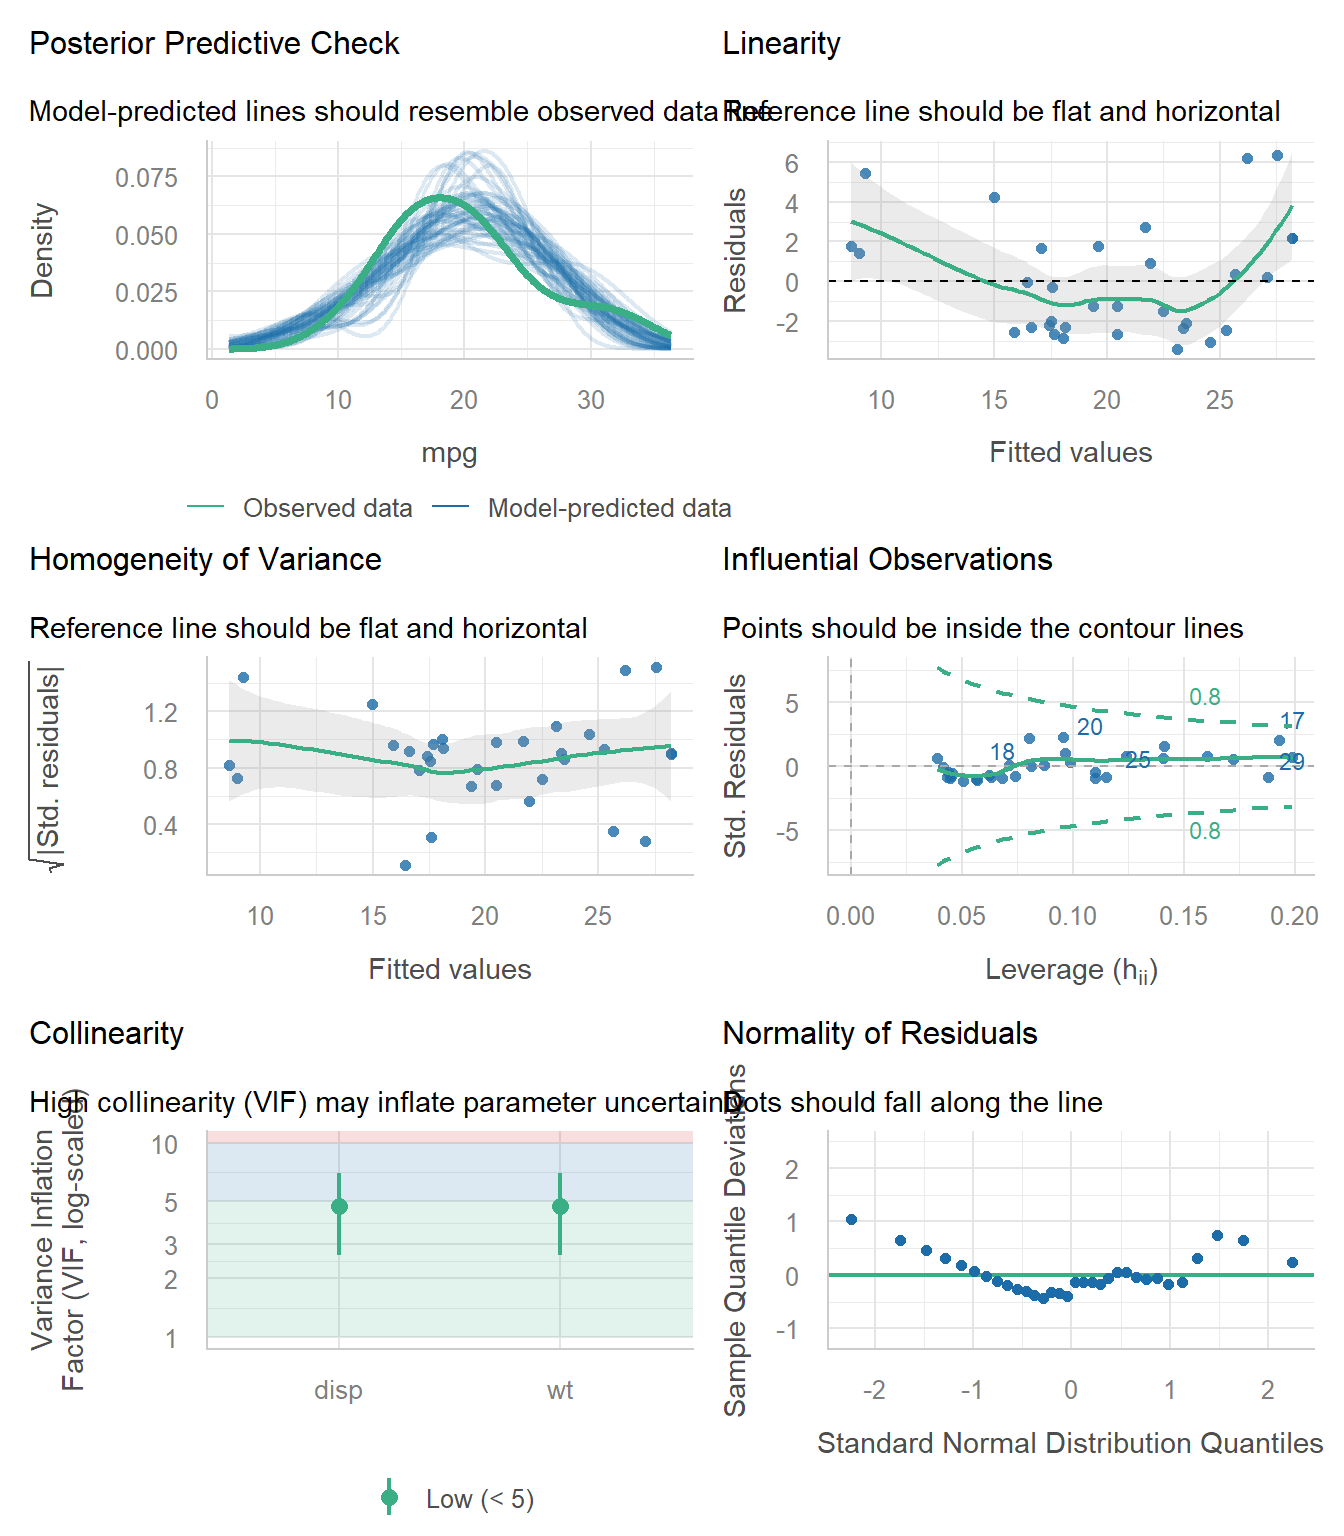 Posterior Predictive Check
Model-predicted lines should resemble observed data line
0.075
0.050
0.025
0.000
Density
0
10
20
30
mpg
Observed data
Model-predicted data
Linearity
Reference line should be flat and horizontal
6
4
2
0
-2
Residuals
10
15
20
25
Fitted values
Homogeneity of Variance
Reference line should be flat and horizontal
1.2
0.8
0.4
√|Std. residuals|
10
15
20
25
Fitted values
Influential Observations
Points should be inside the contour lines
5
0
-5
Std. Residuals
0.8
17
20
18
25
29
0.8
0.00
0.05
0.10
0.15
0.20
Leverage (hii)
Collinearity
High collinearity (VIF) may inflate parameter uncertainty
10
5
3
2
1
Variance Inflation
Factor (VIF, log-scaled)
disp
wt
Low (< 5)
Normality of Residuals
Dots should fall along the line
2
1
0
-1
Sample Quantile Deviations
-2
-1
0
1
2
Standard Normal Distribution Quantiles